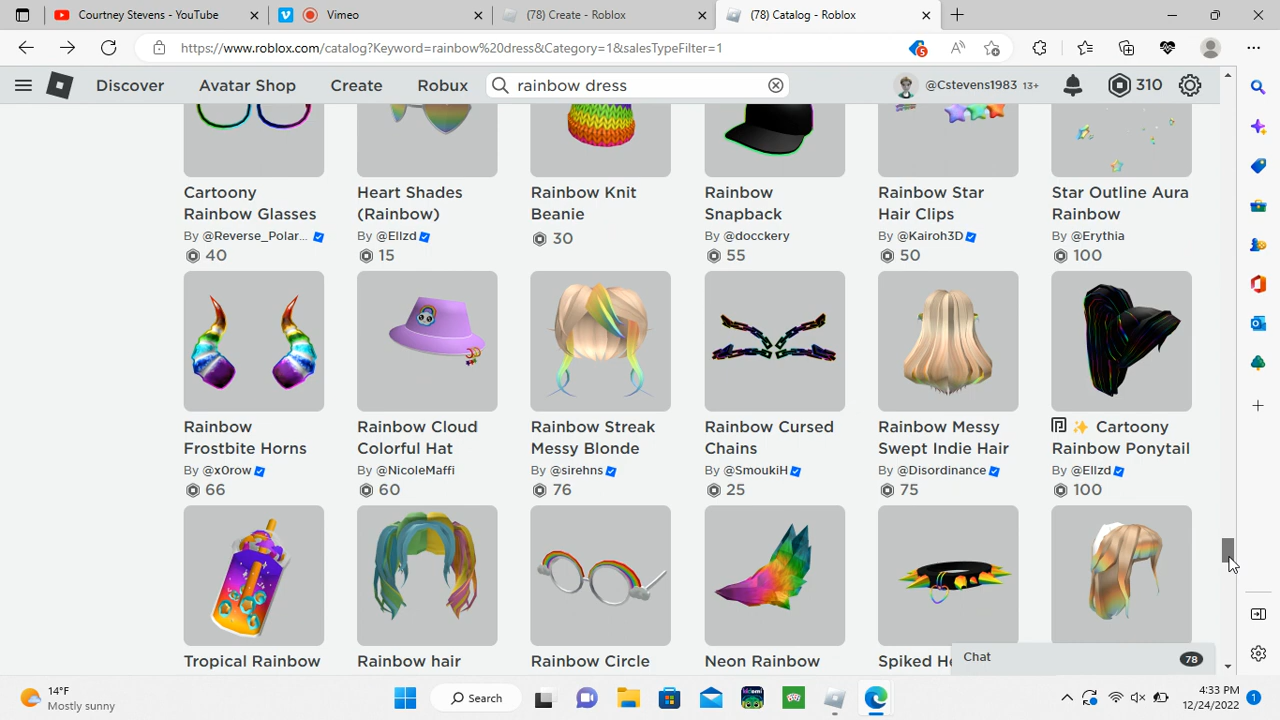 Courtney Stevens - YouTube
Vimeo
(78) Create - Roblox
(78) Catalog - Roblox
https://www.roblox.com/catalog?Keyword=rainbow%20dress&Category=1&salesTypeFilter=1
5
Discover
Avatar Shop
Create
Robux
rainbow dress
@Cstevens1983 13+
310
Cartoony
Rainbow Glasses
By @Reverse_Polar...
40
Heart Shades
(Rainbow)
By @Ellzd
15
Rainbow Knit
Beanie
30
Rainbow
Snapback
By @docckery
55
Rainbow Star
Hair Clips
By @Kairoh3D
50
Star Outline Aura
Rainbow
By @Erythia
100
Rainbow
Frostbite Horns
By @x0row
66
Rainbow Cloud
Colorful Hat
By @NicoleMaffi
60
Rainbow Streak
Messy Blonde
By @sirehns
76
Rainbow Cursed
Chains
By @SmoukiH
25
Rainbow Messy
Swept Indie Hair
By @Disordinance
75
✨ Cartoony
Rainbow Ponytail
By @Ellzd
100
Tropical Rainbow
Rainbow hair
Rainbow Circle
Neon Rainbow
Spiked He
Chat
78
14°F
Mostly sunny
Search
4:33 PM
12/24/2022
1